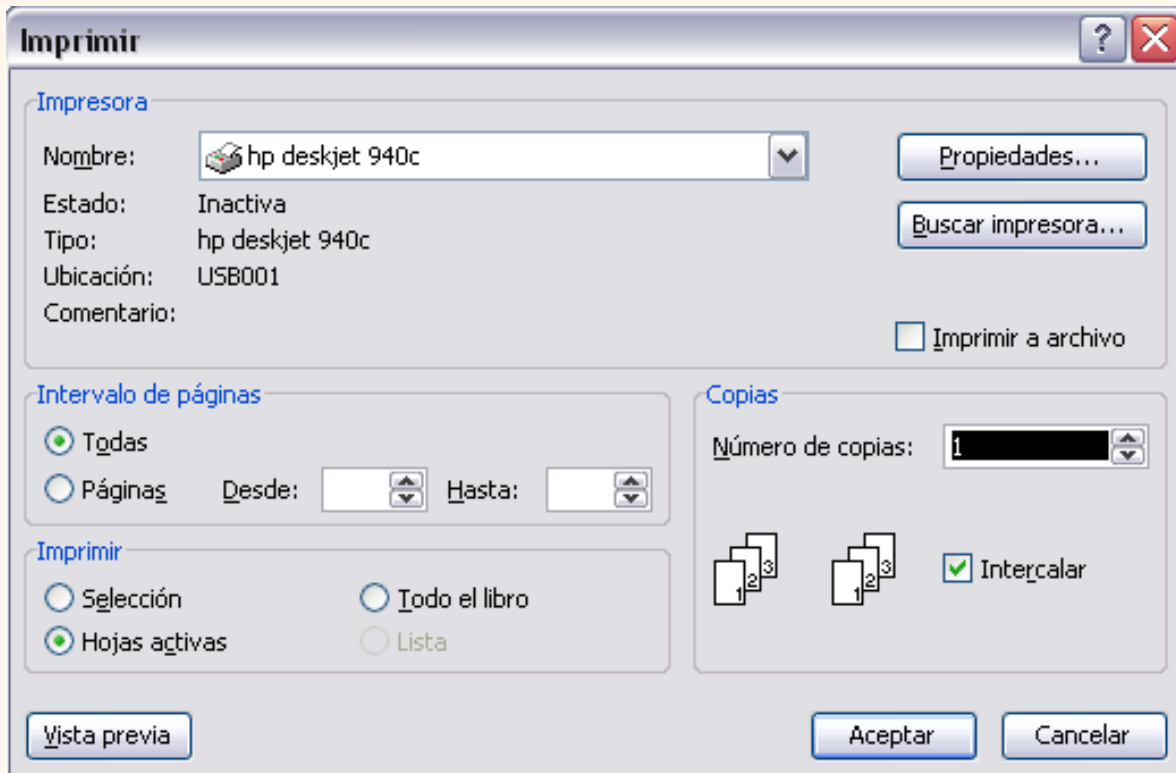 Imprimir
?
Impresora
Nombre: hp deskjet 940c
Propiedades...
Estado: Inactiva
Buscar impresora...
Tipo: hp deskjet 940c
Ubicación: USB001
Comentario:
Imprimir a archivo
Intervalo de páginas
Todas
Páginas Desde: Hasta:
Copias
Número de copias: 1
1 2 3 1 2 3
Intercalar
Imprimir
Selección Todo el libro
Hojas activas Lista
Vista previa Aceptar Cancelar